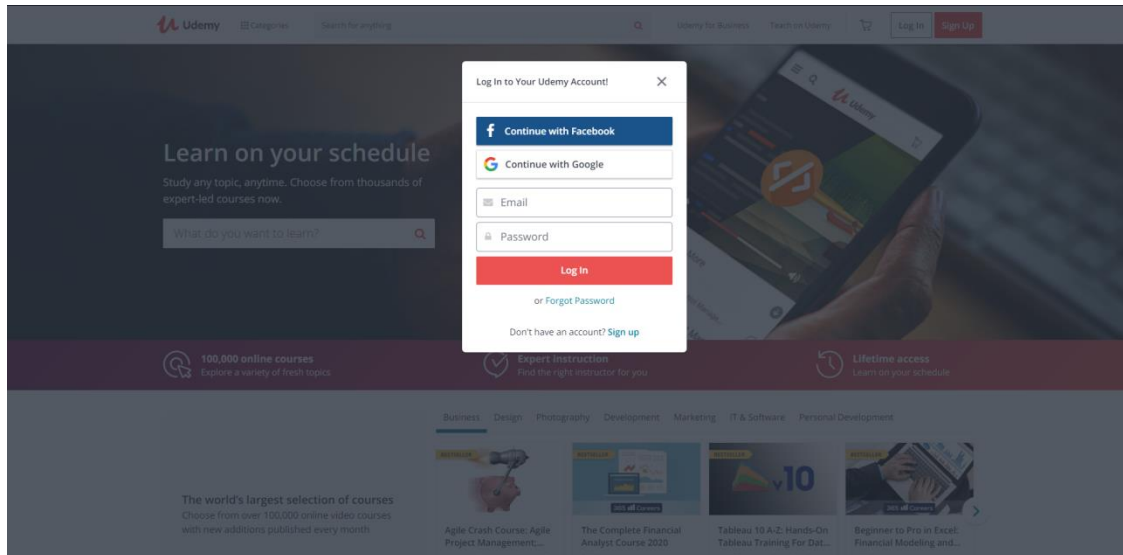 Udemy
Categories
Search for anything
Udemy for Business
Teach on Udemy
Log In
Sign Up
Log In to Your Udemy Account!
Continue with Facebook
Continue with Google
Email
Password
Log In
or Forgot Password
Don't have an account? Sign up
Learn on your schedule
Study any topic, anytime. Choose from thousands of
expert-led courses now.
What do you want to learn?
Udemy
100,000 online courses
Explore a variety of fresh topics
Expert instruction
Find the right instructor for you
Lifetime access
Learn on your schedule
Business Design Photography Development Marketing IT & Software Personal Development
The world's largest selection of courses
Choose from over 100,000 online video courses
with new additions published every month
BESTSELLER
Agile Crash Course: Agile
Project Management;...
BESTSELLER
365 Careers
The Complete Financial
Analyst Course 2020
BESTSELLER
v10
Tableau 10 A-Z: Hands-On
Tableau Training For Dat...
BESTSELLER
365 Careers
Beginner to Pro in Excel:
Financial Modeling and...